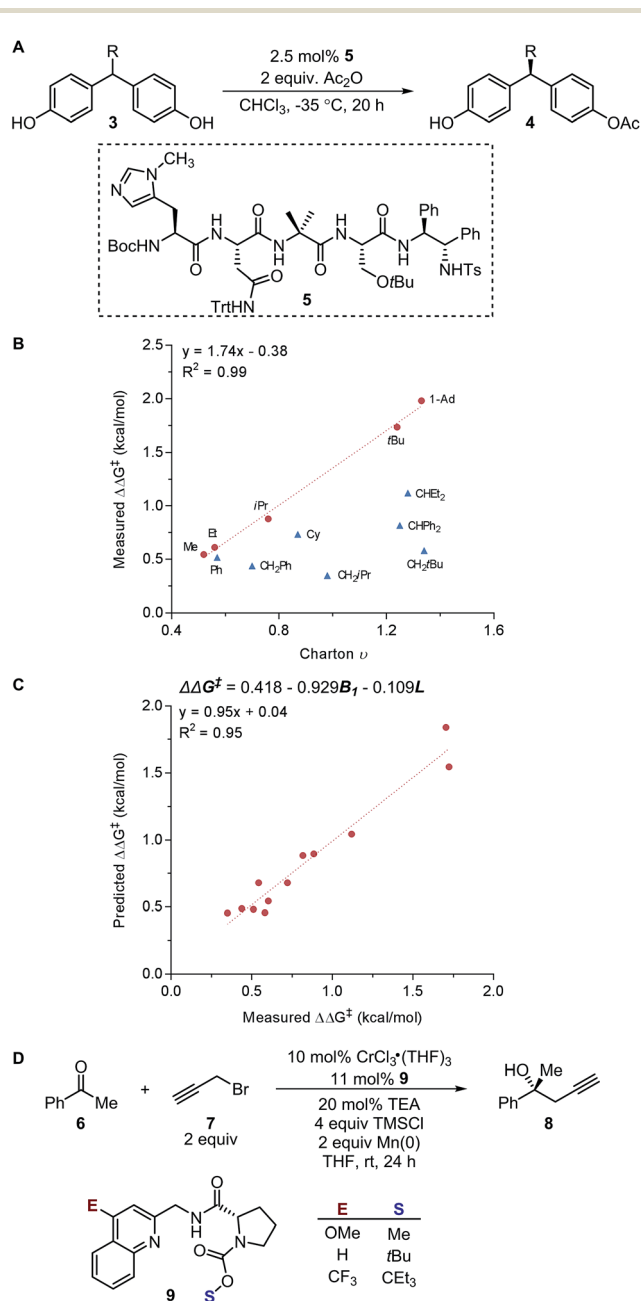 A
R
2.5 mol% 5
2 equiv. Ac2O
CHCl3, -35 °C, 20 h
R
HO
3
OH
HO
4
OAc
N
N
CH3
BocHN
O
H
N
O
O
N
H
O
H
N
O
OtBu
H
N
Ph
Ph
NHTs
TrtHN
5
B
y = 1.74x - 0.38
R2 = 0.99
Measured ΔΔG‡ (kcal/mol)
2.5
2.0
1.5
1.0
0.5
0.0
1-Ad
tBu
CHEt2
iPr
CHPh2
Cy
Et
Me
Ph
CH2Ph
CH2iPr
CH2tBu
0.4
0.8
1.2
1.6
Charton υ
C
ΔΔG‡ = 0.418 - 0.929B1 - 0.109L
y = 0.95x + 0.04
R2 = 0.95
Predicted ΔΔG‡ (kcal/mol)
2.0
1.5
1.0
0.5
0.0
0.0
0.5
1.0
1.5
2.0
Measured ΔΔG‡ (kcal/mol)
D
O
Ph
Me
6
+
Br
7
2 equiv
10 mol% CrCl3•(THF)3
11 mol% 9
20 mol% TEA
4 equiv TMSCl
2 equiv Mn(0)
THF, rt, 24 h
HO
Me
Ph
8
E
N
N
H
O
N
O
O
S
9
E S
OMe Me
H tBu
CF3 CEt3